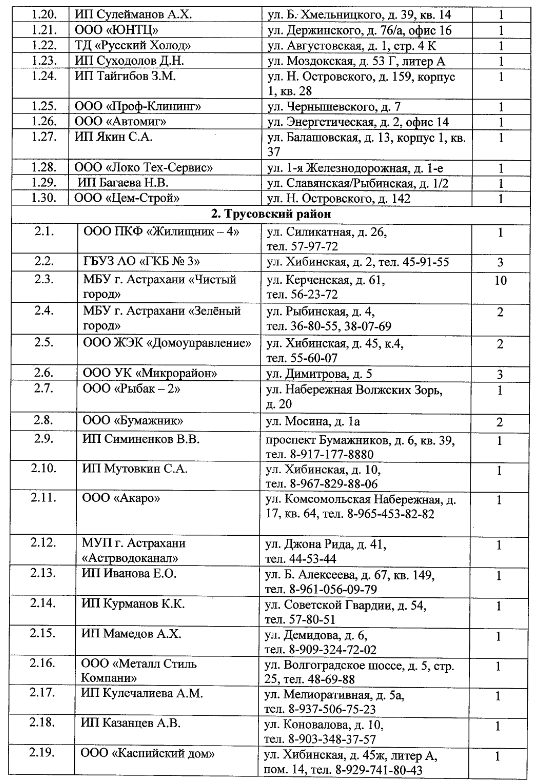 1.20. ИП Сулейманов А.Х. ул. Б. Хмельницкого, д. 39, кв. 14 1
1.21. ООО «ЮНТЦ» ул. Держинского, д. 76/а, офис 16 1
1.22. ТД «Русский Холод» ул. Августовская, д. 1, стр. 4 К 1
1.23. ИП Суходолов Д.Н. ул. Моздокская, д. 53 Г, литер А 1
1.24. ИП Тайгибов З.М. ул. Н. Островского, д. 159, корпус 1
1, кв. 28
1.25. ООО «Проф-Клининг» ул. Чернышевского, д. 7 1
1.26. ООО «Автомиг» ул. Энергетическая, д. 2, офис 14 1
1.27. ИП Якин С.А. ул. Балашовская, д. 13, корпус 1, кв. 1
37
1.28. ООО «Локо Тех-Сервис» ул. 1-я Железнодорожная, д. 1-е 1
1.29. ИП Багаева Н.В. ул. Славянская/Рыбинская, д. 1/2 1
1.30. ООО «Цем-Строй» ул. Н. Островского, д. 142 1
2. Трусовский район
2.1. ООО ПКФ «Жилищник – 4» ул. Силикатная, д. 26, 1
тел. 57-97-72
2.2. ГБУЗ АО «ГКБ № 3» ул. Хибинская, д. 2, тел. 45-91-55 3
2.3. МБУ г. Астрахани «Чистый ул. Керченская, д. 61, 10
город» тел. 56-23-72
2.4. МБУ г. Астрахани «Зелёный ул. Рыбинская, д. 4, 2
город» тел. 36-80-55, 38-07-69
2.5. ООО ЖЭК «Домоуправление» ул. Хибинская, д. 45, к.4, 2
тел. 55-60-07
2.6. ООО УК «Микрорайон» ул. Димитрова, д. 5 3
2.7. ООО «Рыбак – 2» ул. Набережная Волжских Зорь, 1
д. 20
2.8. ООО «Бумажник» ул. Мосина, д. 1а 2
2.9. ИП Симиненков В.В. проспект Бумажников, д. 6, кв. 39, 1
тел. 8-917-177-8880
2.10. ИП Мутовкин С.А. ул. Хибинская, д. 10, 1
тел. 8-967-829-88-06
2.11. ООО «Акаро» ул. Комсомольская Набережная, д. 1
17, кв. 64, тел. 8-965-453-82-82
2.12. МУП г. Астрахани ул. Джона Рида, д. 41, 1
«Астрводоканал» тел. 44-53-44
2.13. ИП Иванова Е.О. ул. Б. Алексеева, д. 67, кв. 149, 1
тел. 8-961-056-09-79
2.14. ИП Курманов К.К. ул. Советской Гвардии, д. 54, 1
тел. 57-80-51
2.15. ИП Мамедов А.Х. ул. Демидова, д. 6, 1
тел. 8-909-324-72-02
2.16. ООО «Металл Стиль ул. Волгоградское шоссе, д. 5, стр. 1
Компани» 25, тел. 48-69-88
2.17. ИП Кулечалиева А.М. ул. Мелиоративная, д. 5а, 1
тел. 8-937-506-75-23
2.18. ИП Казанцев А.В. ул. Коновалова, д. 10, 1
тел. 8-903-348-37-57
2.19. ООО «Каспийский дом» ул. Хибинская, д. 45ж, литер А, 1
пом. 14, тел. 8-929-741-80-43